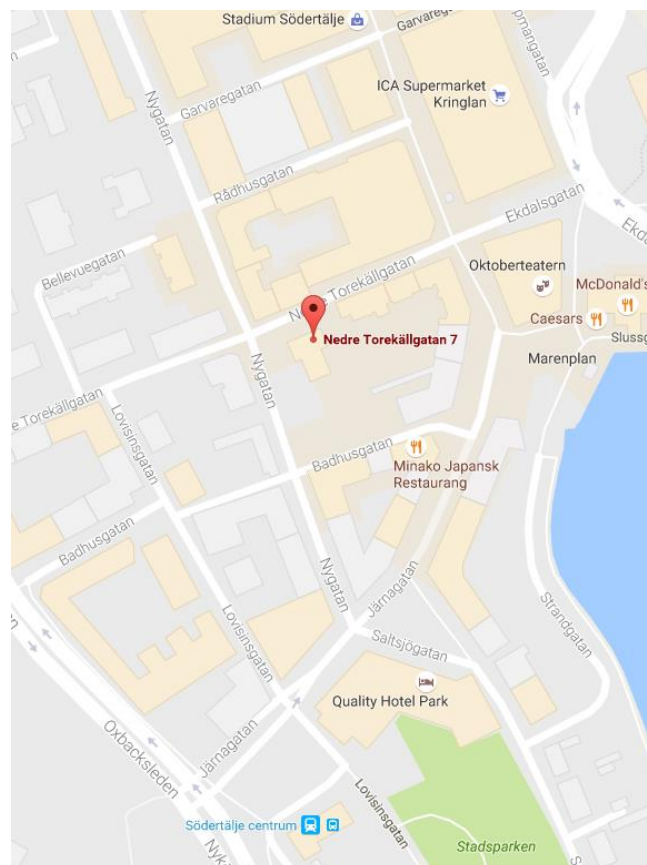 Stadium Södertälje
Garvaregatan
ICA Supermarket
Kringlan
Nygatan
Garvaregatan
Rådhusgatan
Ekdalsgatan
Bellevuegatan
Oktoberteatern
McDonald's
Caesars
Nedre Torekällgatan
Nedre Torekällgatan 7
Marenplan
Nygatan
Lovisinsgatan
Badhusgatan
Minako Japansk
Restaurang
Badhusgatan
Nygatan
Järnagatan
Strandgatan
Lovisinsgatan
Saltsjögatan
Quality Hotel Park
Oxbacksleden
Järnagatan
Lovisinsgatan
Södertälje centrum
Stadsparken